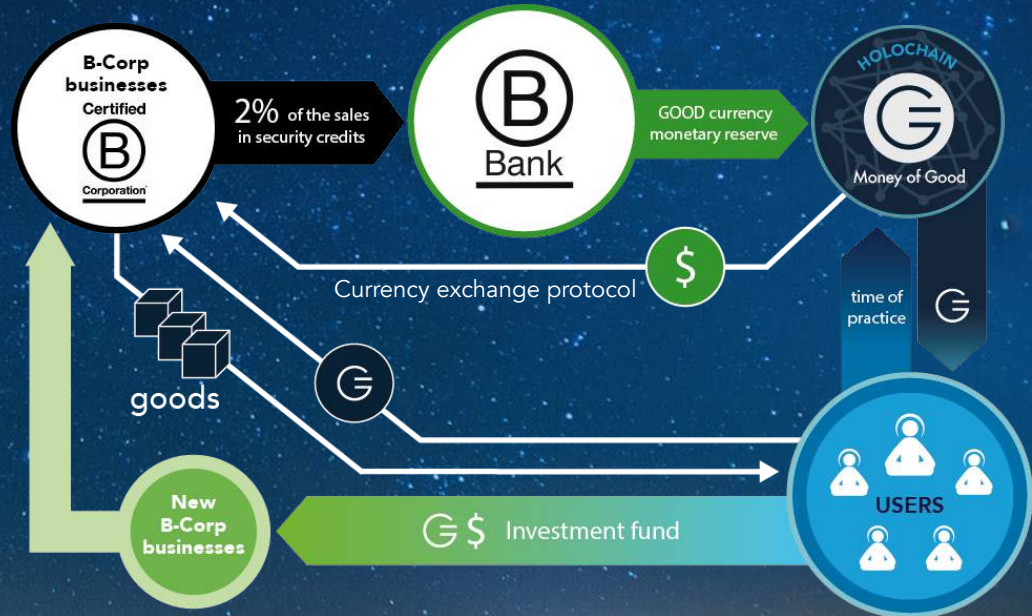 B-Corp
businesses
Certified
B
Corporation
2% of the sales
in security credits
B
Bank
GOOD currency
monetary reserve
HOLOCHAIN
G
Money of Good
$
Currency exchange protocol
time of
practice
G
goods
G
USERS
New
B-Corp
businesses
G $ Investment fund